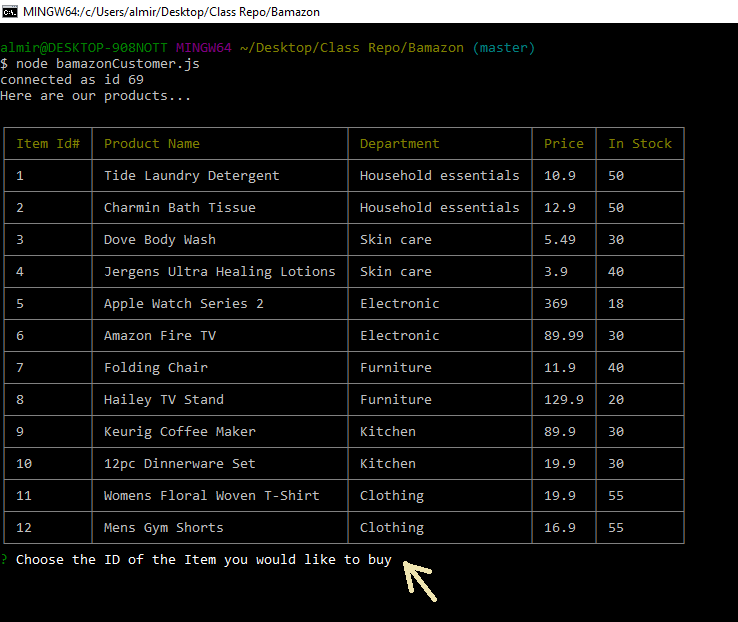 MINGW64:/c/Users/almir/Desktop/Class Repo/Bamazon
almir@DESKTOP-908NOTT MINGW64 ~/Desktop/Class Repo/Bamazon (master)
$ node bamazonCustomer.js
connected as id 69
Here are our products...
Item Id# Product Name Department Price In Stock
1 Tide Laundry Detergent Household essentials 10.9 50
2 Charmin Bath Tissue Household essentials 12.9 50
3 Dove Body Wash Skin care 5.49 30
4 Jergens Ultra Healing Lotions Skin care 3.9 40
5 Apple Watch Series 2 Electronic 369 18
6 Amazon Fire TV Electronic 89.99 30
7 Folding Chair Furniture 11.9 40
8 Hailey TV Stand Furniture 129.9 20
9 Keurig Coffee Maker Kitchen 89.9 30
10 12pc Dinnerware Set Kitchen 19.9 30
11 Womens Floral Woven T-Shirt Clothing 19.9 55
12 Mens Gym Shorts Clothing 16.9 55
? Choose the ID of the Item you would like to buy